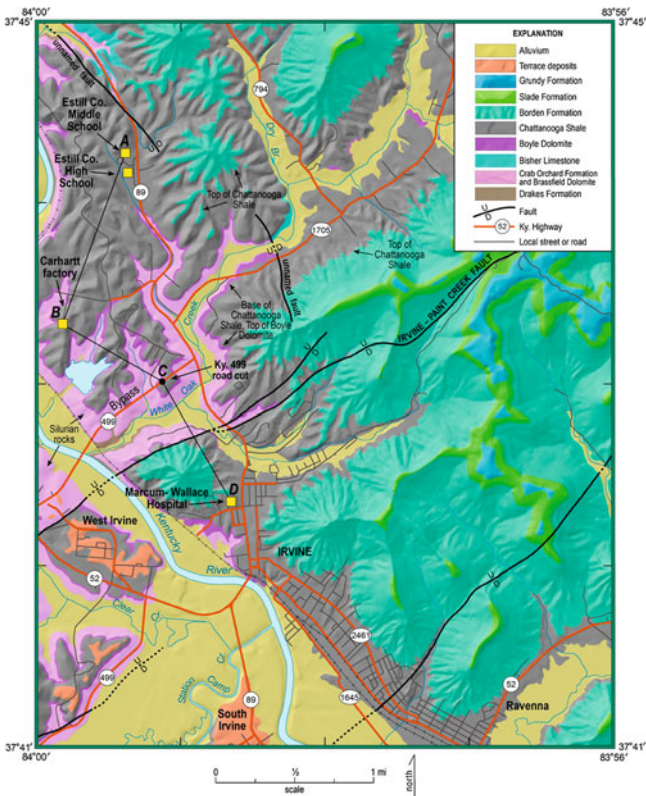 84°00′
83°56′
37°45′
37°45′
EXPLANATION
Alluvium
Terrace deposits
Grundy Formation
Slade Formation
Borden Formation
Chattanooga Shale
Boyle Dolomite
Bisher Limestone
Crab Orchard Formation
and Brassfield Dolomite
Drakes Formation
U
D
Fault
52
Ky. Highway
Local street or road
unnamed fault
U
D
Estill Co.
Middle
School
A
Estill Co.
High
School
89
794
Dry Br.
Top of Chattanooga
Shale
1705
U
D
unnamed fault
Top of
Chattanooga
Shale
IRVINE–PAINT CREEK FAULT
U
D
Carhartt
factory
B
Creek
Base of
Chattanooga
Shale, Top of Boyle
Dolomite
C
Ky. 499
road cut
Bypass
White Oak
499
Silurian
rocks
Marcum-Wallace
Hospital
D
West Irvine
Kentucky
River
IRVINE
U
D
52
Clear Cr.
2461
499
Station Camp Cr.
89
1645
52
Ravenna
South
Irvine
37°41′
37°41′
84°00′
83°56′
0
½
1 mi
scale
north